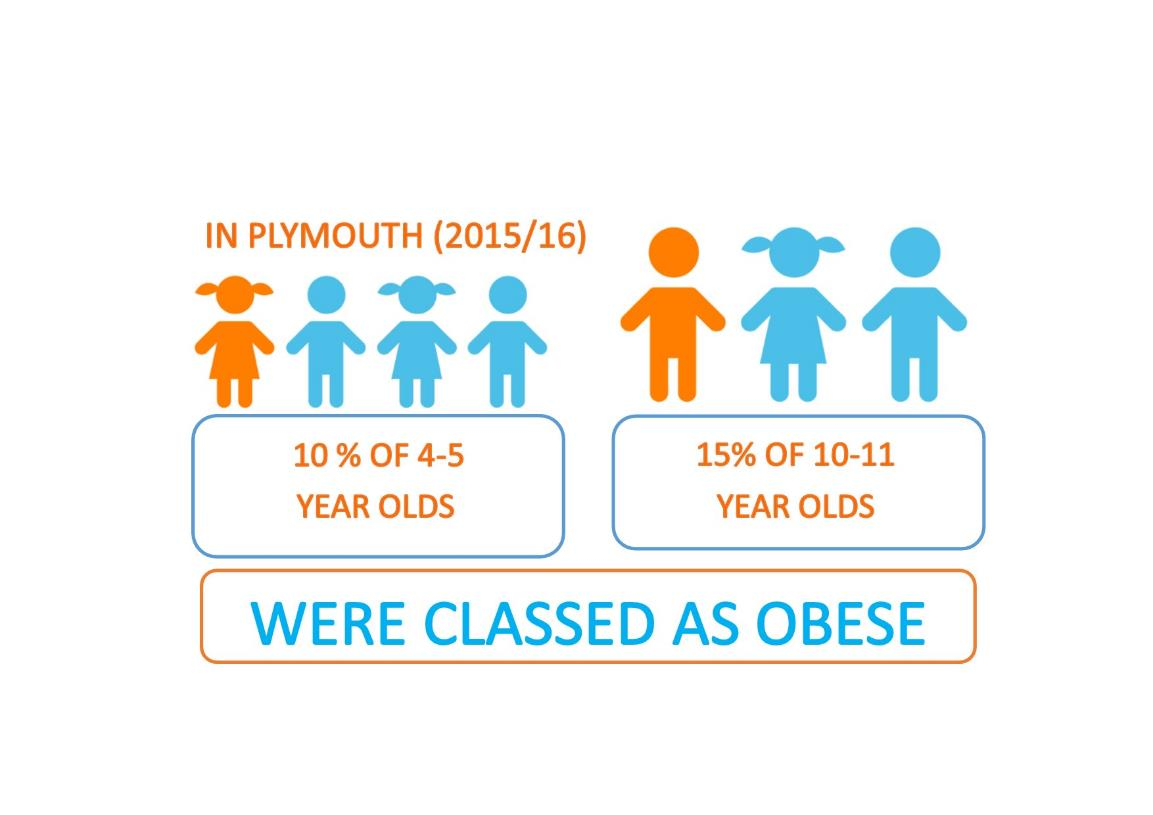 IN PLYMOUTH (2015/16)
10 % OF 4-5
YEAR OLDS
15% OF 10-11
YEAR OLDS
WERE CLASSED AS OBESE